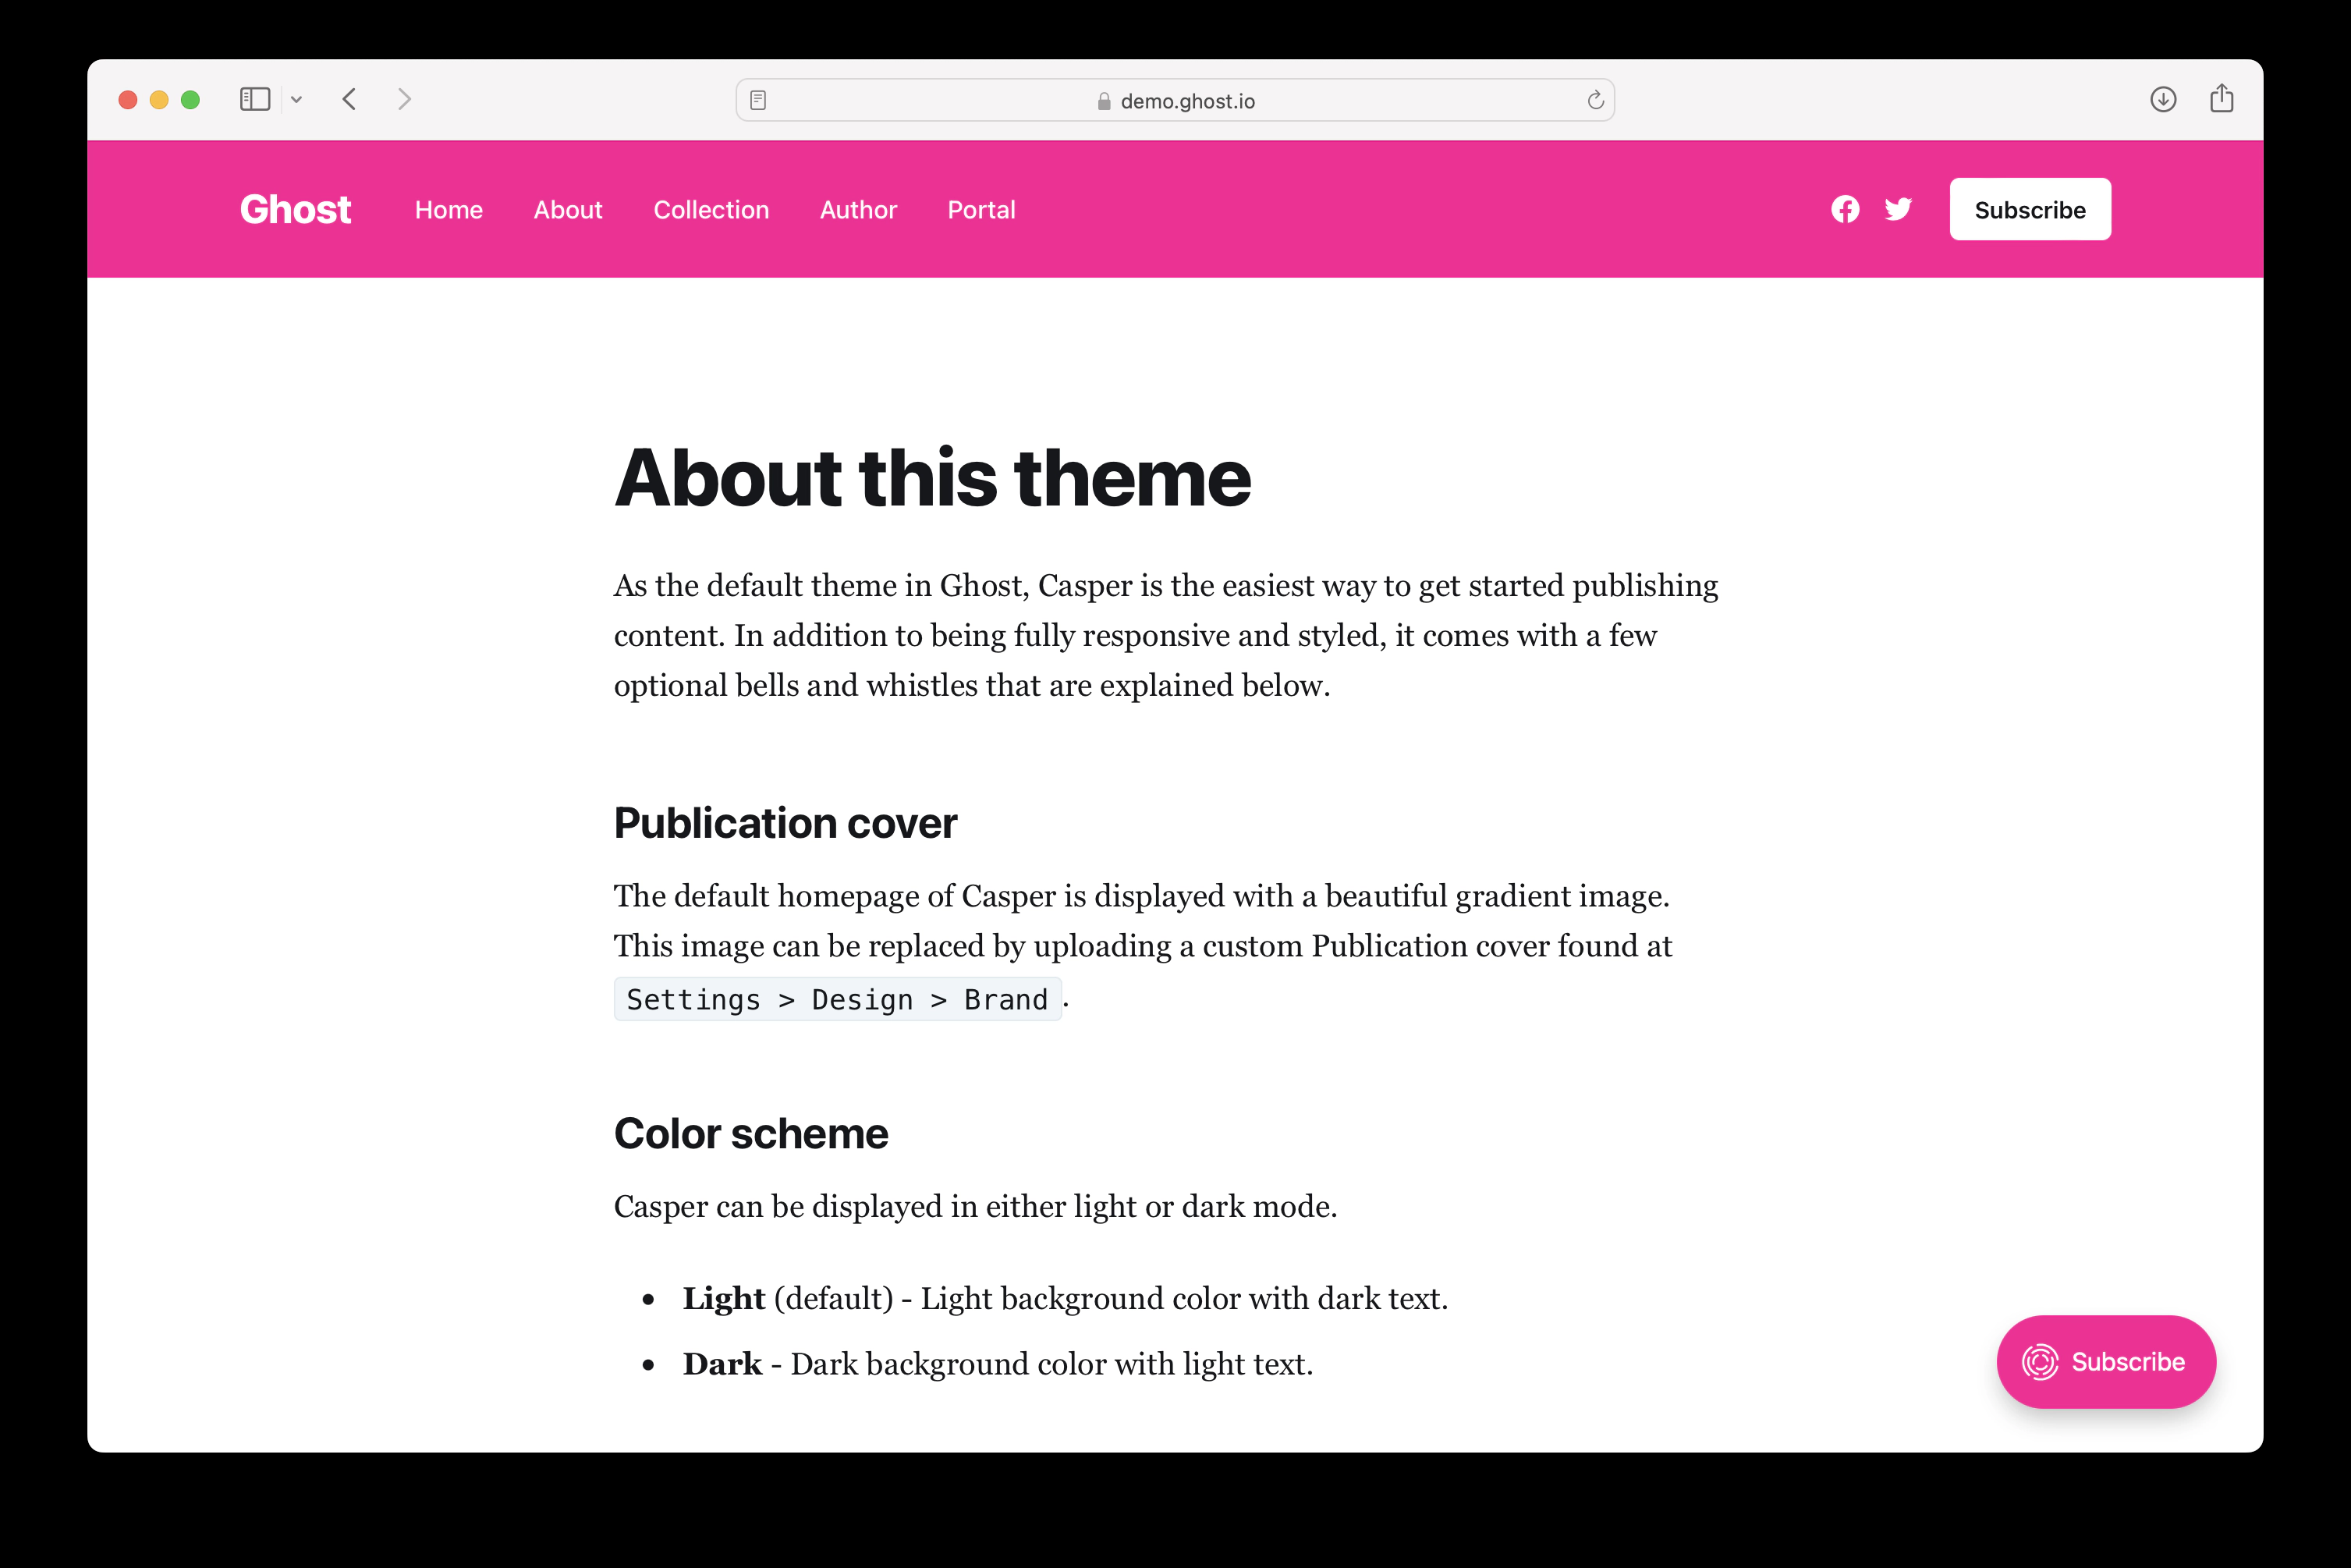 demo.ghost.io
Ghost Home About Collection Author Portal Subscribe
About this theme
As the default theme in Ghost, Casper is the easiest way to get started publishing
content. In addition to being fully responsive and styled, it comes with a few
optional bells and whistles that are explained below.
Publication cover
The default homepage of Casper is displayed with a beautiful gradient image.
This image can be replaced by uploading a custom Publication cover found at
Settings > Design > Brand.
Color scheme
Casper can be displayed in either light or dark mode.
• Light (default) - Light background color with dark text.
• Dark - Dark background color with light text.
Subscribe